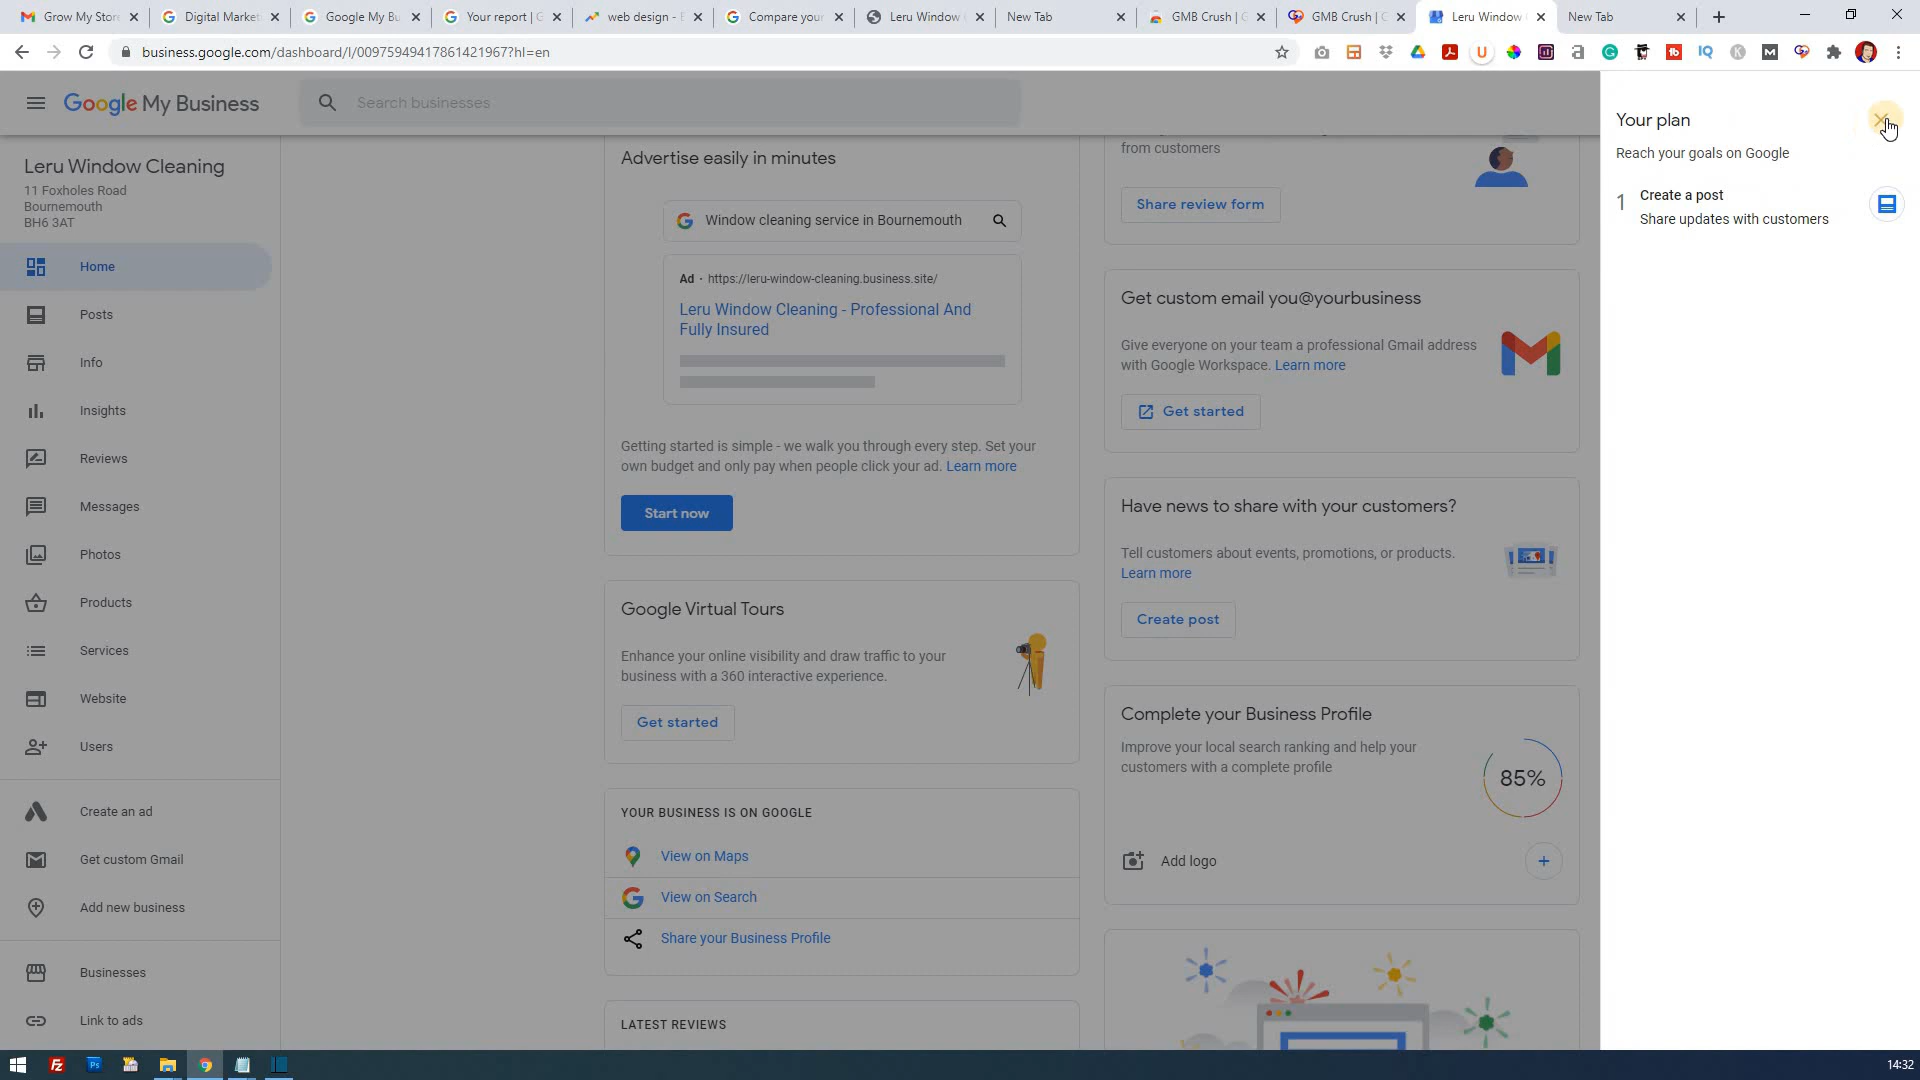 Grow My Store
Digital Market
Google My Bu
Your report | G
web design - E
Compare your
Leru Window
New Tab
GMB Crush | G
GMB Crush | C
Leru Window
New Tab
business.google.com/dashboard/l/00975949417861421967?hl=en
Google My Business
Search businesses
Leru Window Cleaning
11 Foxholes Road
Bournemouth
BH6 3AT
Home
Posts
Info
Insights
Reviews
Messages
Photos
Products
Services
Website
Users
Create an ad
Get custom Gmail
Add new business
Businesses
Link to ads
Advertise easily in minutes
Window cleaning service in Bournemouth
Ad · https://leru-window-cleaning.business.site/
Leru Window Cleaning - Professional And
Fully Insured
Getting started is simple - we walk you through every step. Set your
own budget and only pay when people click your ad. Learn more
Start now
Google Virtual Tours
Enhance your online visibility and draw traffic to your
business with a 360 interactive experience.
Get started
YOUR BUSINESS IS ON GOOGLE
View on Maps
View on Search
Share your Business Profile
LATEST REVIEWS
from customers
Share review form
Get custom email you@yourbusiness
Give everyone on your team a professional Gmail address
with Google Workspace. Learn more
Get started
Have news to share with your customers?
Tell customers about events, promotions, or products.
Learn more
Create post
Complete your Business Profile
Improve your local search ranking and help your
customers with a complete profile
85%
Add logo
Your plan
Reach your goals on Google
1 Create a post
Share updates with customers
14:32